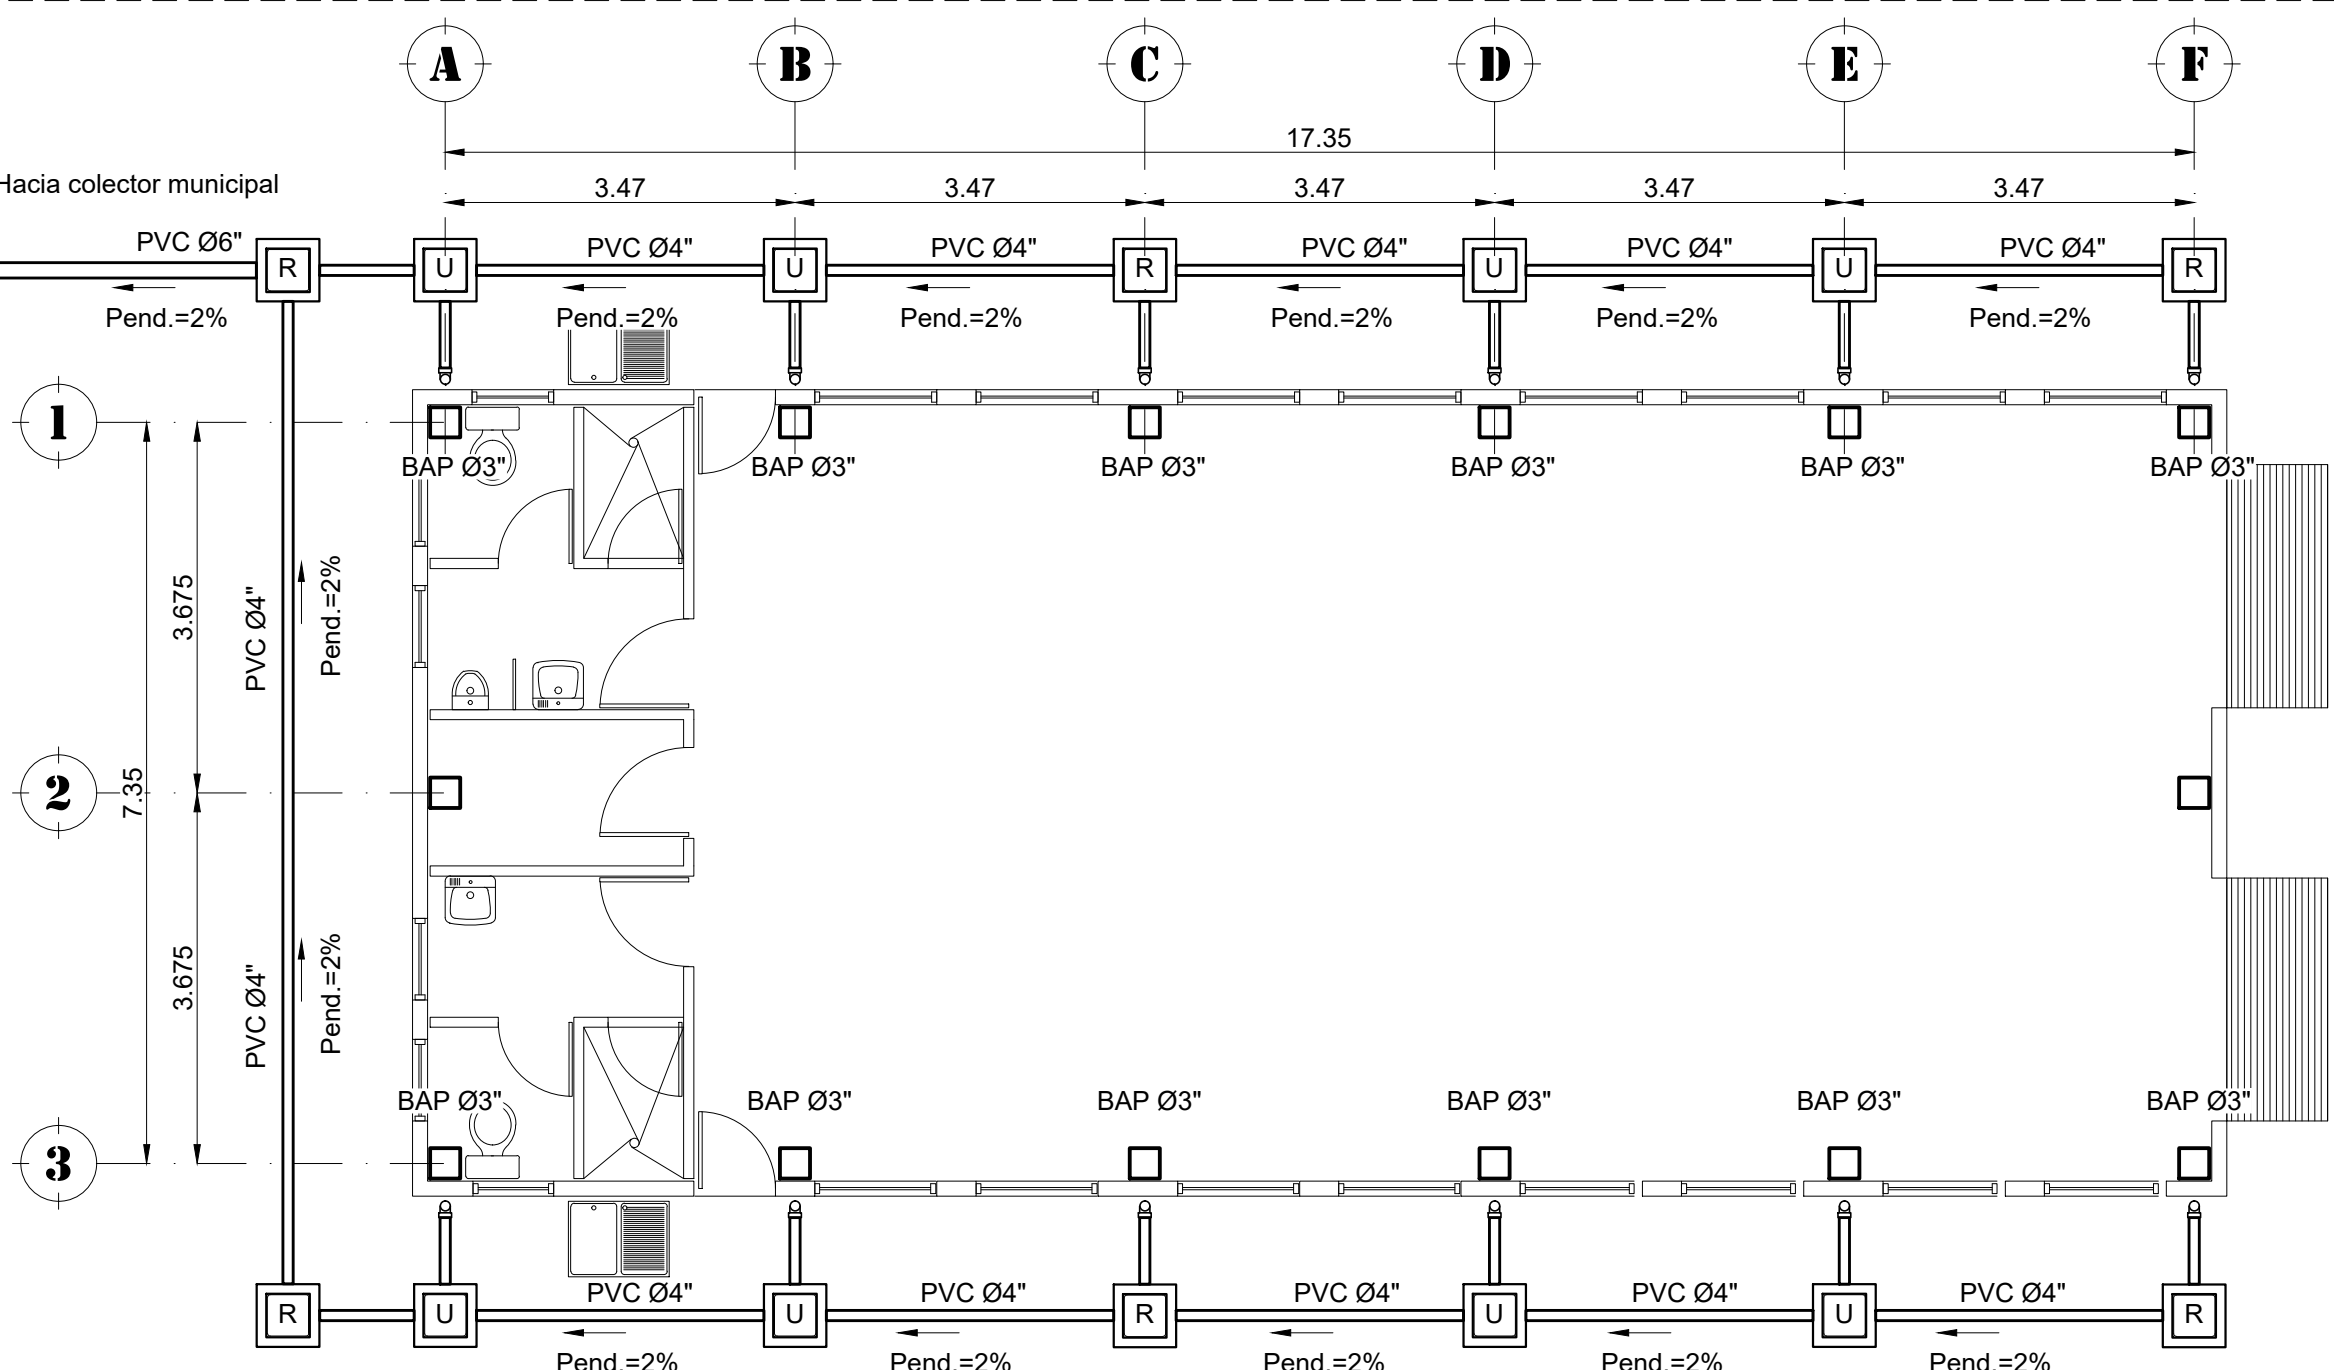 A B C D E F
17.35
Hacia colector municipal
3.47 3.47 3.47 3.47 3.47
PVC Ø6" PVC Ø4" PVC Ø4" PVC Ø4" PVC Ø4" PVC Ø4"
R U U R U U R
Pend.=2% Pend.=2% Pend.=2% Pend.=2% Pend.=2% Pend.=2%
1
BAP Ø3" BAP Ø3" BAP Ø3" BAP Ø3" BAP Ø3" BAP Ø3"
3.675
PVC Ø4"
Pend.=2%
2
7.35
3.675
PVC Ø4"
Pend.=2%
BAP Ø3" BAP Ø3" BAP Ø3" BAP Ø3" BAP Ø3" BAP Ø3"
3
PVC Ø4" PVC Ø4" PVC Ø4" PVC Ø4" PVC Ø4"
R U U R U U R
Pend.=2% Pend.=2% Pend.=2% Pend.=2% Pend.=2%